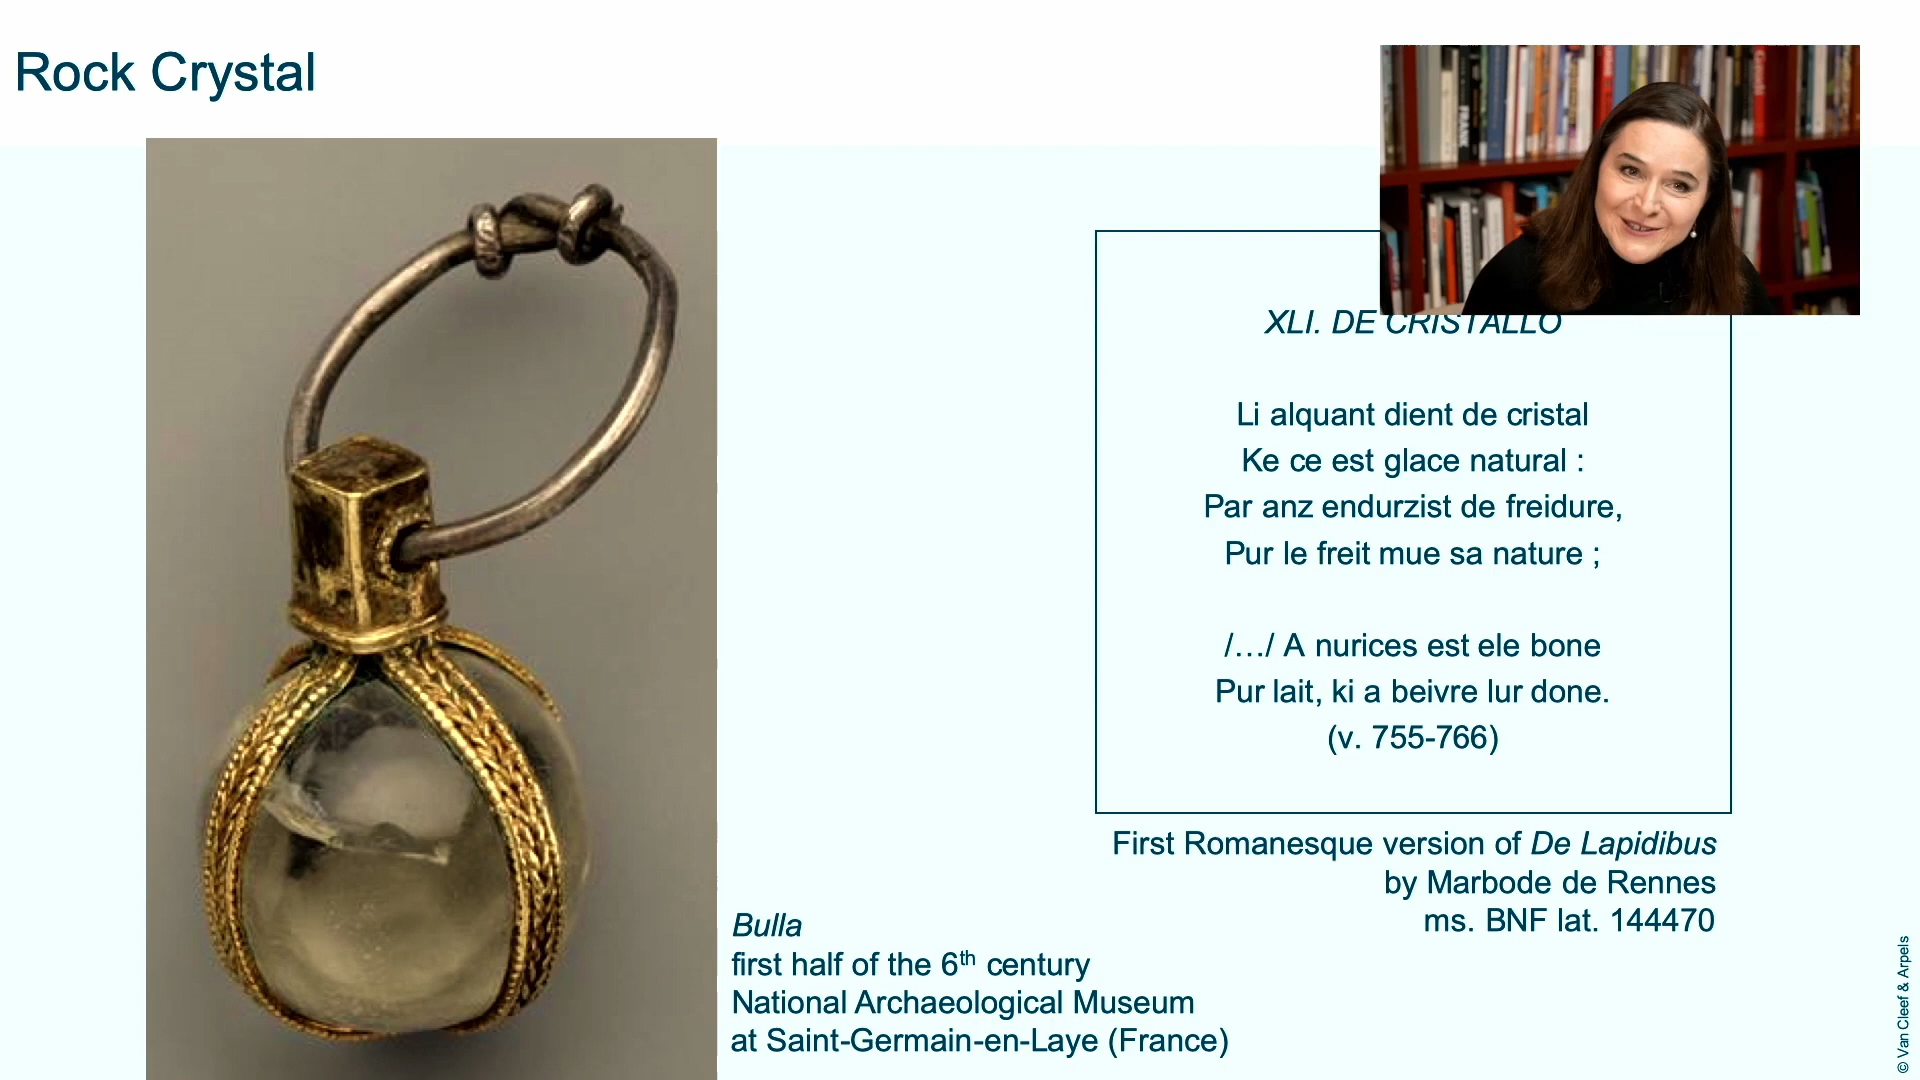 Rock Crystal
XLI. DE CRISTALLO
Li alquant dient de cristal
Ke ce est glace natural :
Par anz endurzist de freidure,
Pur le freit mue sa nature ;
/…/ A nurices est ele bone
Pur lait, ki a beivre lur done.
(v. 755-766)
First Romanesque version of De Lapidibus
by Marbode de Rennes
ms. BNF lat. 144470
Bulla
first half of the 6th century
National Archaeological Museum
at Saint-Germain-en-Laye (France)
© Van Cleef & Arpels